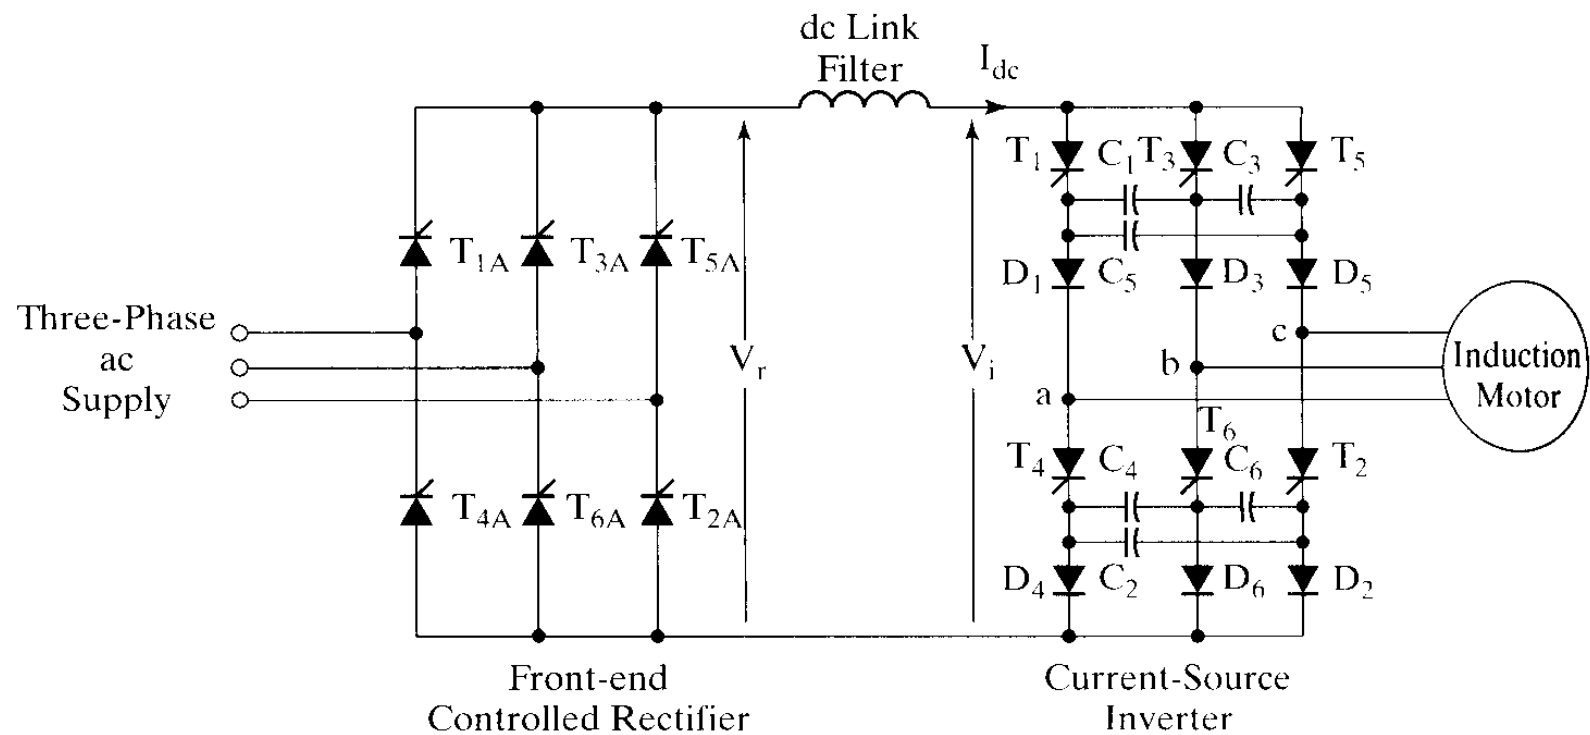 dc Link
Filter
I_dc
T_1 C_1 T_3 C_3 T_5
T_1A T_3A T_5A
D_1 C_5 D_3 D_5
Three-Phase
ac
Supply
V_r
V_i
a
b
c
Induction
Motor
T_6
T_4 C_4 C_6 T_2
T_4A T_6A T_2A
D_4 C_2 D_6 D_2
Front-end
Controlled Rectifier
Current-Source
Inverter